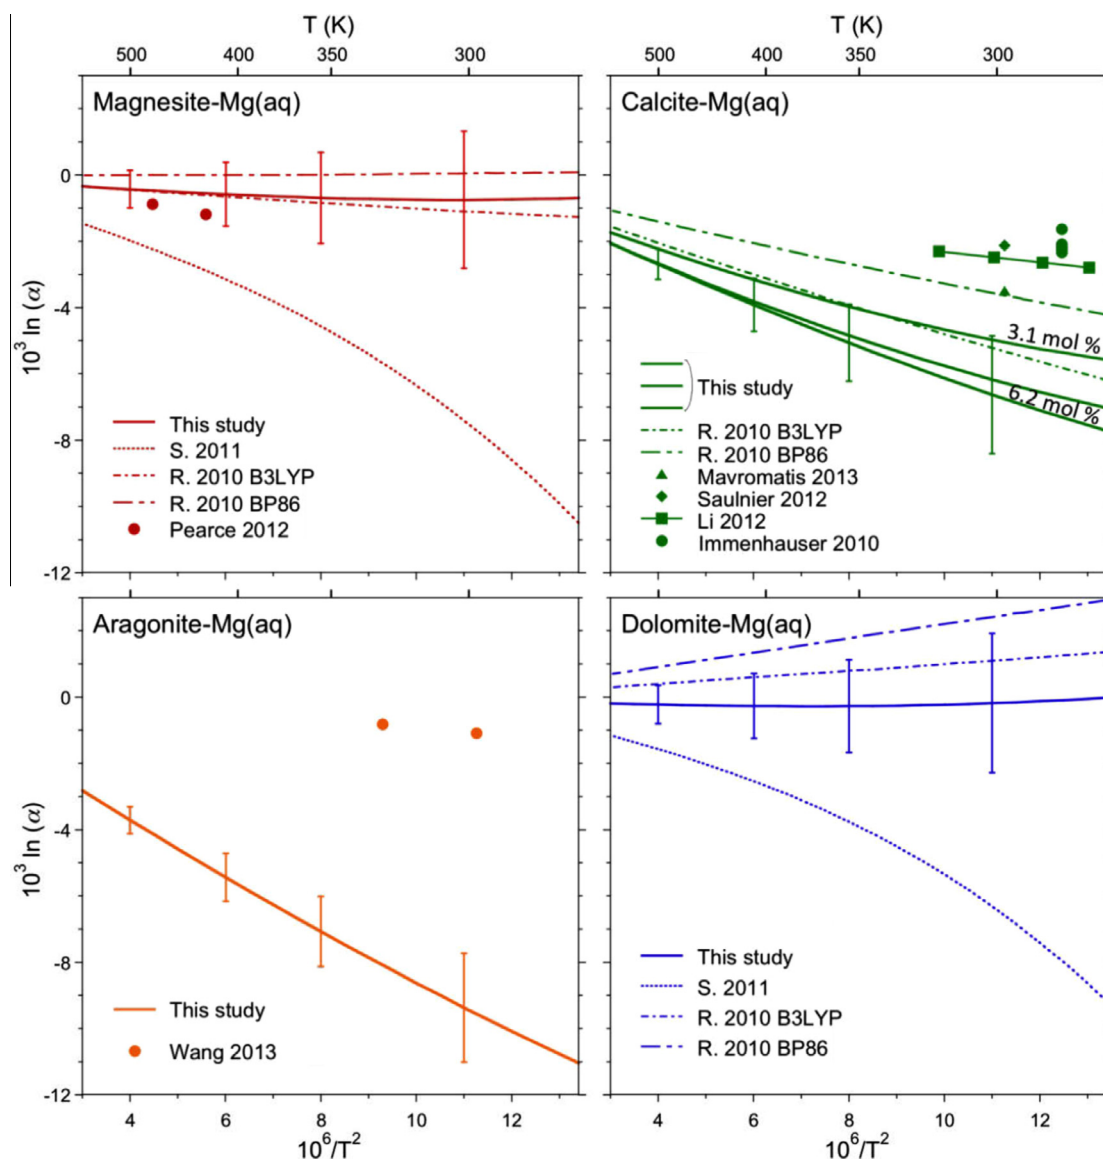 T (K)
500 400 350 300
Magnesite-Mg(aq)
0
-4
-8
-12
10³ ln (α)
This study
S. 2011
R. 2010 B3LYP
R. 2010 BP86
Pearce 2012
T (K)
500 400 350 300
Calcite-Mg(aq)
3.1 mol %
6.2 mol %
This study
R. 2010 B3LYP
R. 2010 BP86
Mavromatis 2013
Saulnier 2012
Li 2012
Immenhauser 2010
Aragonite-Mg(aq)
0
-4
-8
-12
10³ ln (α)
This study
Wang 2013
4 6 8 10 12
10⁶/T²
Dolomite-Mg(aq)
This study
S. 2011
R. 2010 B3LYP
R. 2010 BP86
4 6 8 10 12
10⁶/T²